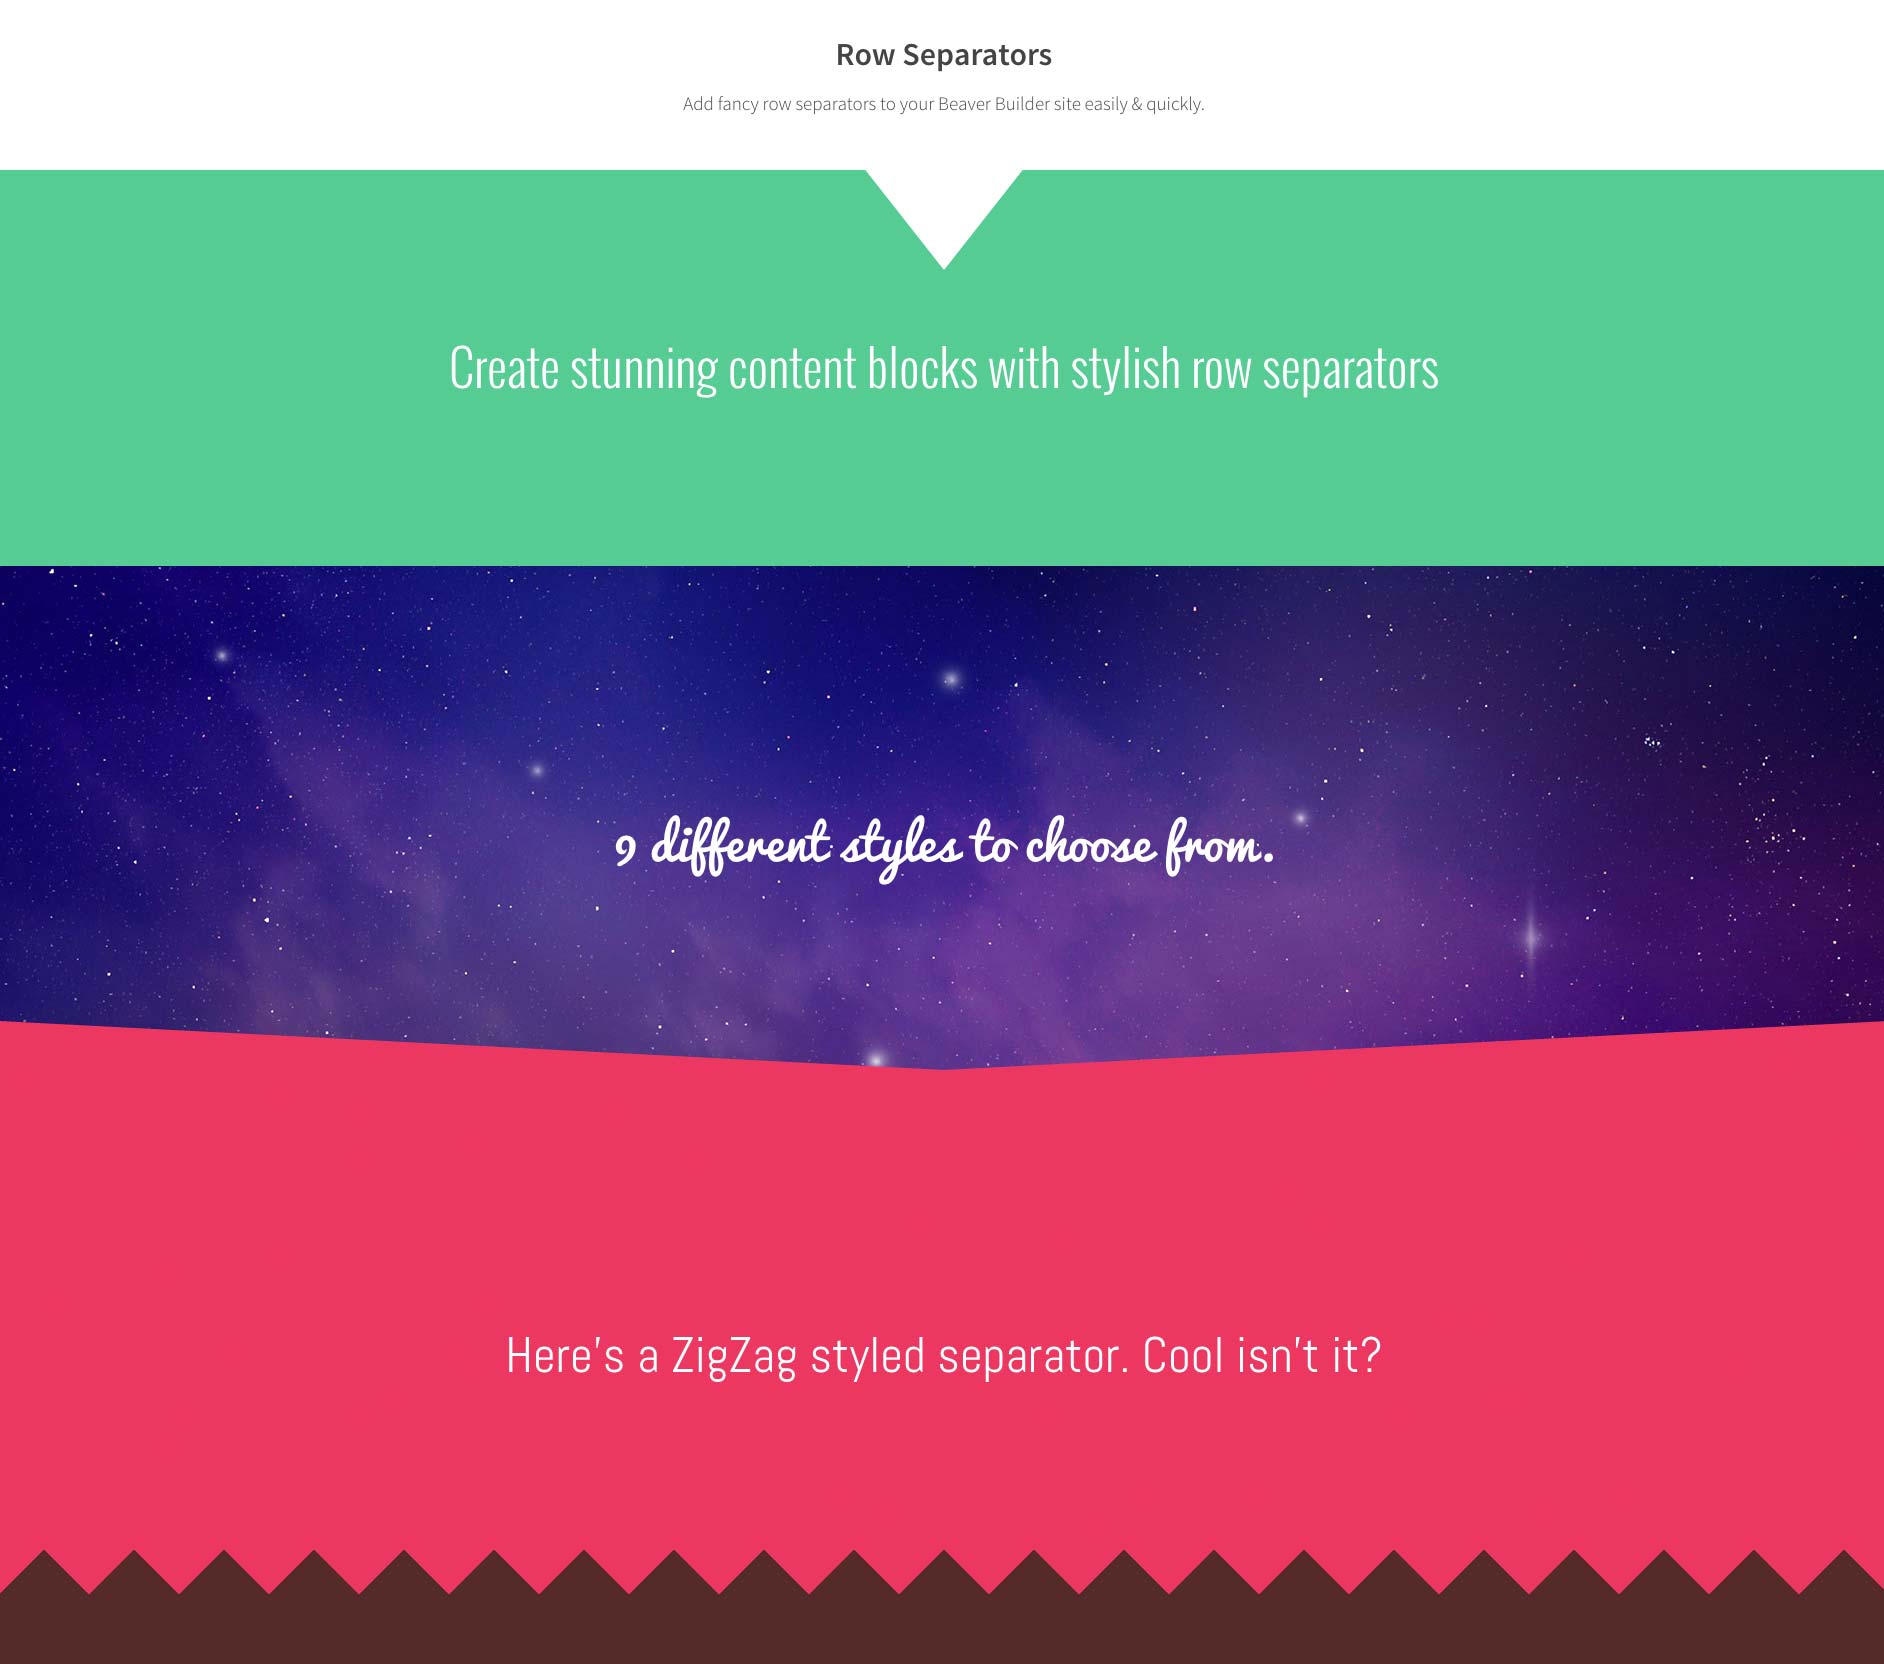 Row Separators
Add fancy row separators to your Beaver Builder site easily & quickly.
Create stunning content blocks with stylish row separators
9 different styles to choose from.
Here's a ZigZag styled separator. Cool isn't it?